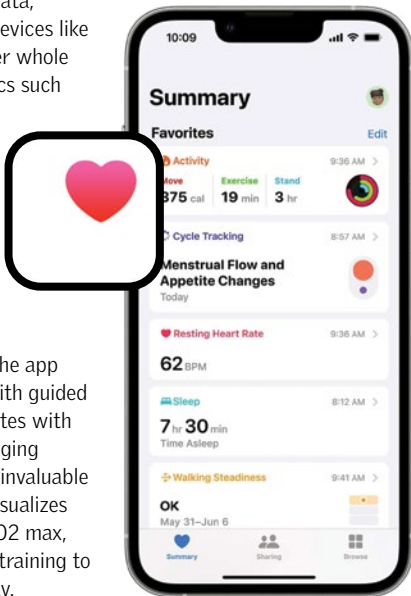 data,
devices like
er whole
cs such
he app
ith guided
tes with
ging
invaluable
sualizes
O2 max,
training to
y.
10:09
Summary
Favorites
Edit
Activity
9:36 AM
Move
Exercise
Stand
375 cal
19 min
3 hr
Cycle Tracking
8:57 AM
Menstrual Flow and
Appetite Changes
Today
Resting Heart Rate
9:36 AM
62 BPM
Sleep
8:12 AM
7 hr 30 min
Time Asleep
Walking Steadiness
9:41 AM
OK
May 31–Jun 6
Summary
Sharing
Browse